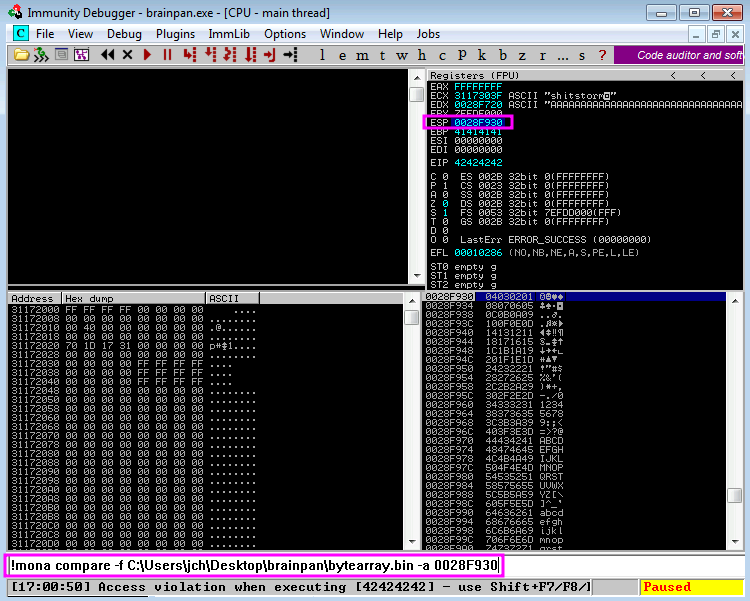 Immunity Debugger - brainpan.exe - [CPU - main thread]
C File View Debug Plugins ImmLib Options Window Help Jobs
l e m t w h c p k b z r ... s ? Code auditor and soft
Registers (FPU) < < < <
EAX FFFFFFFF
ECX 3117303F ASCII "shitstorm
EDX 0028F720 ASCII "AAAAAAAAAAAAAAAAAAAAAAAAAAAAA
EBX 7EFDE000
ESP 0028F930
EBP 41414141
ESI 00000000
EDI 00000000
EIP 42424242
C 0 ES 002B 32bit 0(FFFFFFFF)
P 1 CS 0023 32bit 0(FFFFFFFF)
A 0 SS 002B 32bit 0(FFFFFFFF)
Z 0 DS 002B 32bit 0(FFFFFFFF)
S 1 FS 0053 32bit 7EFDD000(FFF)
T 0 GS 002B 32bit 0(FFFFFFFF)
D 0
O 0 LastErr ERROR_SUCCESS (00000000)
EFL 00010286 (NO,NB,NE,A,S,PE,L,LE)
ST0 empty g
ST1 empty g
ST2 empty g
Address Hex dump ASCII
31172000 FF FF FF FF 00 00 00 00 ....
31172008 00 00 00 00 00 00 00 00 ........
31172010 00 40 00 00 00 00 00 00 .@......
31172018 00 00 00 00 00 00 00 00 ........
31172020 70 1D 17 31 00 00 00 00
31172028 00 00 00 00 00 00 00 00 ........
31172030 00 00 00 00 FF FF FF FF ....
31172038 00 00 00 00 FF FF FF FF ....
31172040 00 00 00 00 FF FF FF FF ....
31172048 00 00 00 00 00 00 00 00 ........
31172050 00 00 00 00 00 00 00 00 ........
31172058 00 00 00 00 00 00 00 00 ........
31172060 00 00 00 00 00 00 00 00 ........
31172068 00 00 00 00 00 00 00 00 ........
31172070 00 00 00 00 00 00 00 00 ........
31172078 00 00 00 00 00 00 00 00 ........
31172080 00 00 00 00 00 00 00 00 ........
31172088 00 00 00 00 00 00 00 00 ........
31172090 00 00 00 00 00 00 00 00 ........
31172098 00 00 00 00 00 00 00 00 ........
311720A0 00 00 00 00 00 00 00 00 ........
311720A8 00 00 00 00 00 00 00 00 ........
311720B0 00 00 00 00 00 00 00 00 ........
311720B8 00 00 00 00 00 00 00 00 ........
311720C0 00 00 00 00 00 00 00 00 ........
311720C8 00 00 00 00 00 00 00 00 ........
311720D0 00 00 00 00 00 00 00 00 ........
0028F930 04030201
0028F934 08070605
0028F938 0C0B0A09
0028F93C 100F0E0D
0028F940 14131211
0028F944 18171615
0028F948 1C1B1A19
0028F94C 201F1E1D
0028F950 24232221
0028F954 28272625 %&'(
0028F958 2C2B2A29 )*+,
0028F95C 302F2E2D -./0
0028F960 34333231 1234
0028F964 38373635 5678
0028F968 3C3B3A39 9:;<
0028F96C 403F3E3D =>?@
0028F970 44434241 ABCD
0028F974 48474645 EFGH
0028F978 4C4B4A49 IJKL
0028F97C 504F4E4D MNOP
0028F980 54535251 QRST
0028F984 58575655 UVWX
0028F988 5C5B5A59 YZ[\
0028F98C 605F5E5D ]^_`
0028F990 64636261 abcd
0028F994 68676665 efgh
0028F998 6C6B6A69 ijkl
0028F99C 706F6E6D mnop
0028F9A0 74737271 qrst
!mona compare -f C:\Users\jch\Desktop\brainpan\bytearray.bin -a 0028F930
[17:00:50] Access violation when executing [42424242] - use Shift+F7/F8/ Paused